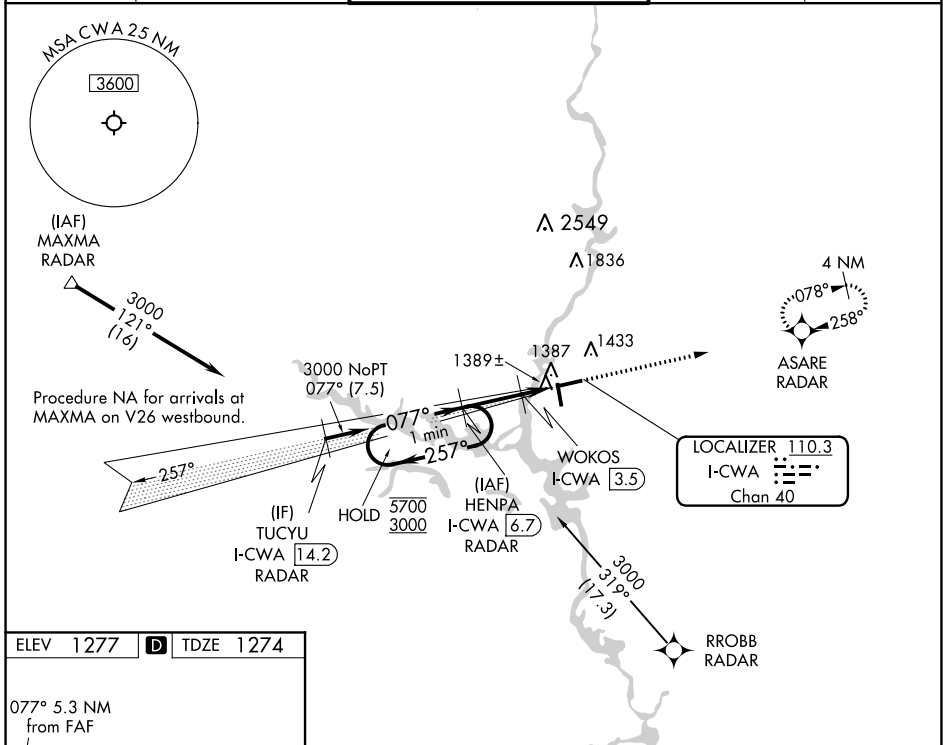 MSA CWA 25 NM
3600
(IAF)
MAXMA
RADAR
3000
121°
(16)
Procedure NA for arrivals at
MAXMA on V26 westbound.
2549
1836
1433
1387
1389±
4 NM
078°
258°
ASARE
RADAR
3000 NoPT
077° (7.5)
077°
1 min
257°
257°
(IF)
TUCYU
I-CWA 14.2
RADAR
HOLD
5700
3000
(IAF)
HENPA
I-CWA 6.7
RADAR
WOKOS
I-CWA 3.5
LOCALIZER 110.3
I-CWA
Chan 40
3000
319°
(17.3)
RROBB
RADAR
ELEV 1277 D TDZE 1274
077° 5.3 NM
from FAF